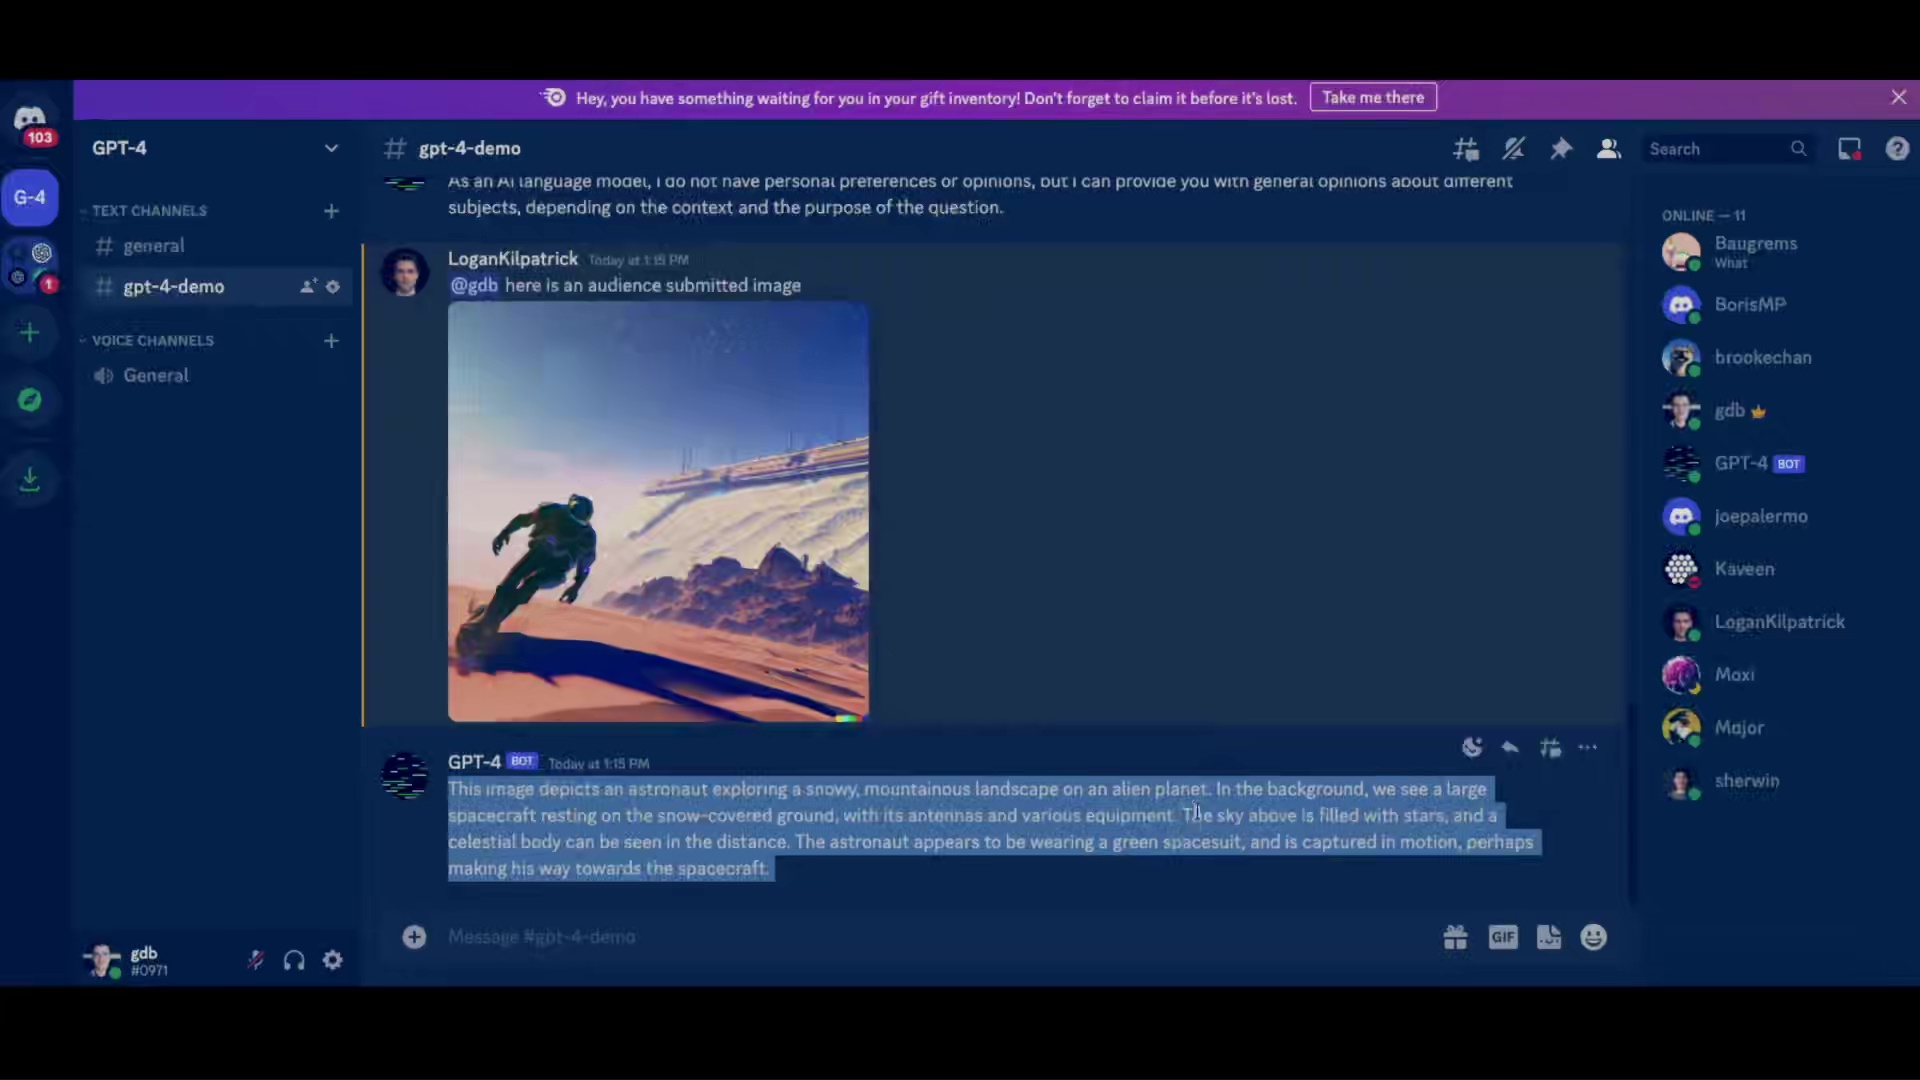 Hey, you have something waiting for you in your gift inventory! Don't forget to claim it before it's lost.
Take me there
103
GPT-4
# gpt-4-demo
Search
G-4
As an AI language model, I do not have personal preferences or opinions, but I can provide you with general opinions about different
subjects, depending on the context and the purpose of the question.
TEXT CHANNELS
# general
# gpt-4-demo
1
VOICE CHANNELS
General
LoganKilpatrick Today at 1:15 PM
@gdb here is an audience submitted image
GPT-4 BOT Today at 1:15 PM
This image depicts an astronaut exploring a snowy, mountainous landscape on an alien planet. In the background, we see a large
spacecraft resting on the snow-covered ground, with its antennas and various equipment. The sky above is filled with stars, and a
celestial body can be seen in the distance. The astronaut appears to be wearing a green spacesuit, and is captured in motion, perhaps
making his way towards the spacecraft.
Message #gpt-4-demo
GIF
gdb
#0971
ONLINE — 11
Baugrems
What
BorisMP
brookechan
gdb
GPT-4 BOT
joepalermo
Kaveen
LoganKilpatrick
Maxi
Major
sherwin